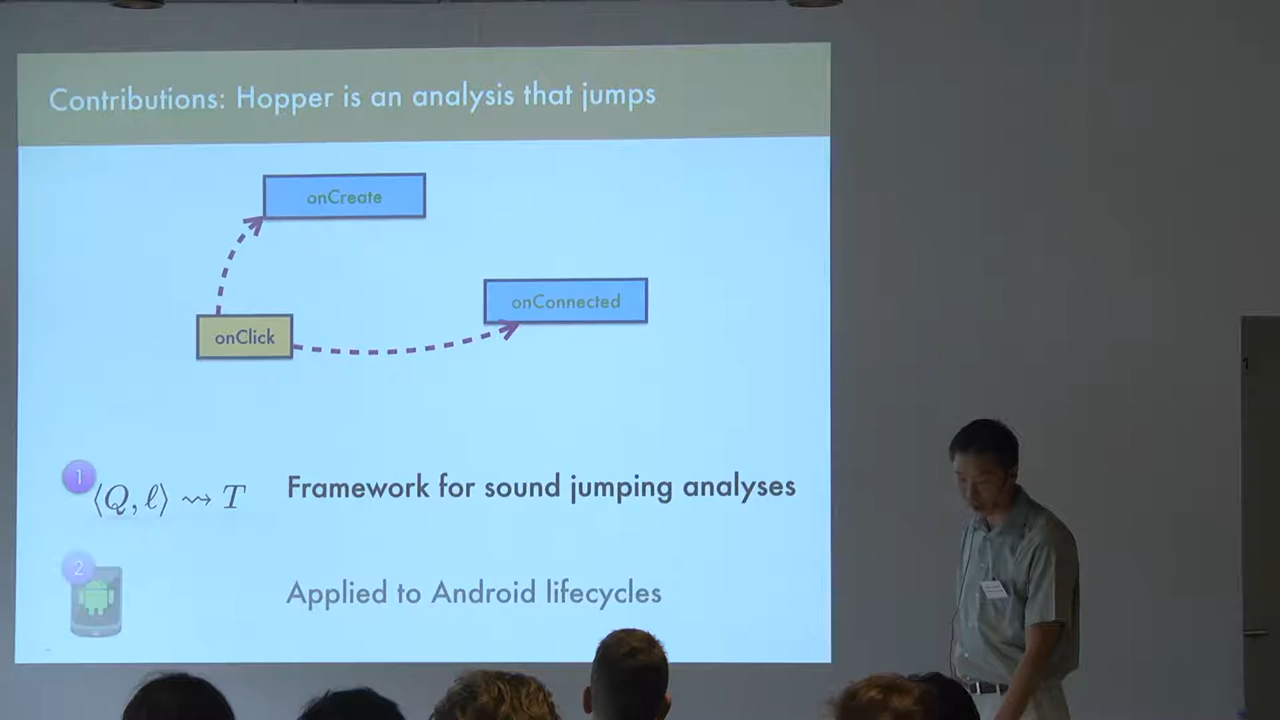 Contributions: Hopper is an analysis that jumps
onCreate
onConnected
onClick
1
⟨Q, ℓ⟩ ⇝ T
Framework for sound jumping analyses
2
Applied to Android lifecycles